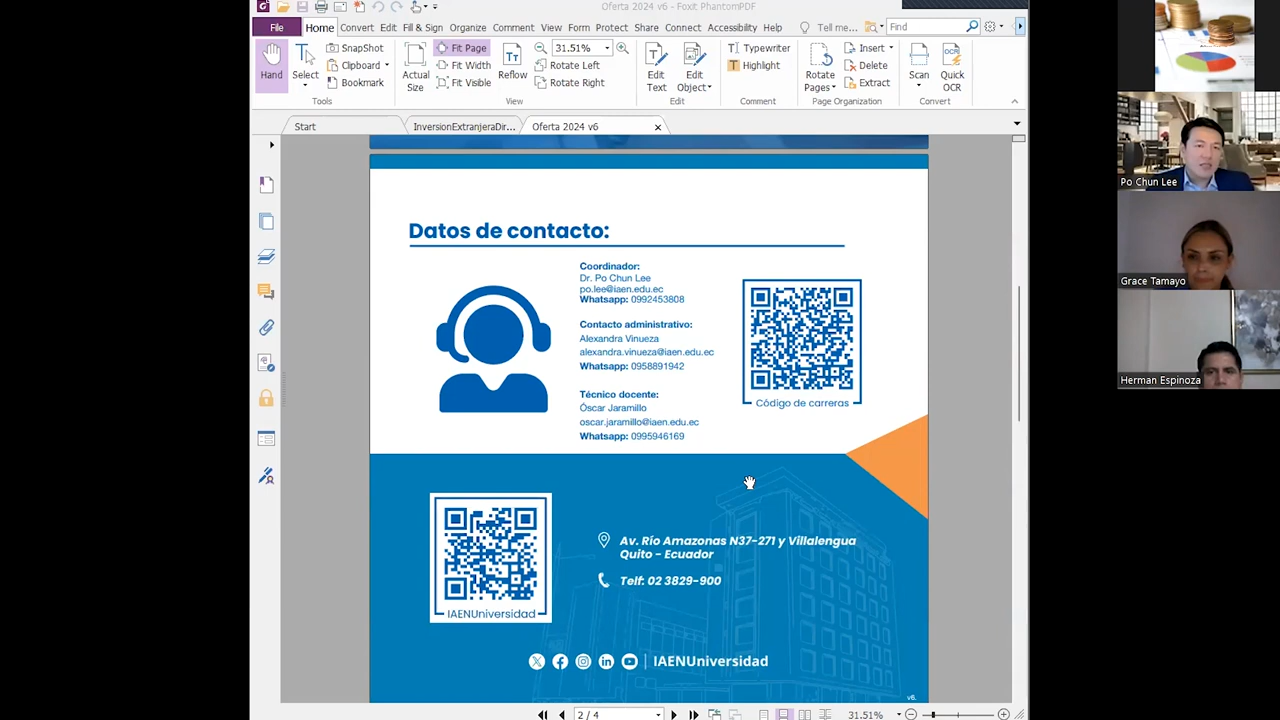 Oferta 2024 v6 - Foxit PhantomPDF
File Home Convert Edit Fill & Sign Organize Comment View Form Protect Share Connect Accessibility Help Tell me... Find
Hand
Select
SnapShot
Clipboard
Bookmark
Tools
Actual Size
Fit Page
Fit Width
Fit Visible
Reflow
31.51%
Rotate Left
Rotate Right
View
Edit Text
Edit Object
Edit
Typewriter
Highlight
Comment
Rotate Pages
Insert
Delete
Extract
Page Organization
Scan
Quick OCR
Convert
Start
InversionExtranjeraDir...
Oferta 2024 v6
Datos de contacto:
Coordinador:
Dr. Po Chun Lee
po.lee@iaen.edu.ec
Whatsapp: 0992453808
Contacto administrativo:
Alexandra Vinueza
alexandra.vinueza@iaen.edu.ec
Whatsapp: 0958891942
Técnico docente:
Óscar Jaramillo
oscar.jaramillo@iaen.edu.ec
Whatsapp: 0995946169
Código de carreras
IAENUniversidad
Av. Río Amazonas N37-271 y Villalengua
Quito - Ecuador
Telf: 02 3829-900
IAENUniversidad
v6.
2 / 4
31.51%
Po Chun Lee
Grace Tamayo
Herman Espinoza